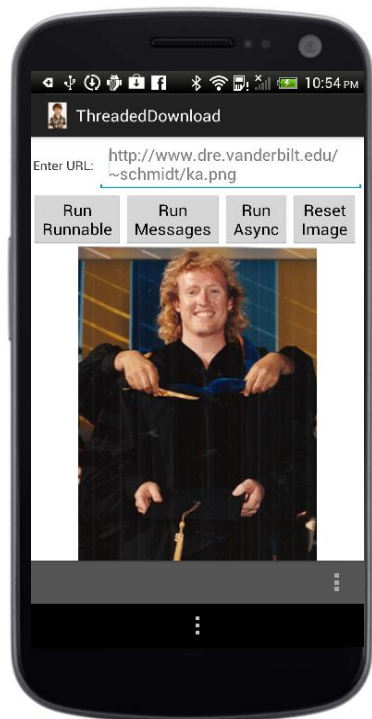 10:54 PM
ThreadedDownload
Enter URL:
http://www.dre.vanderbilt.edu/
~schmidt/ka.png
Run
Runnable
Run
Messages
Run
Async
Reset
Image